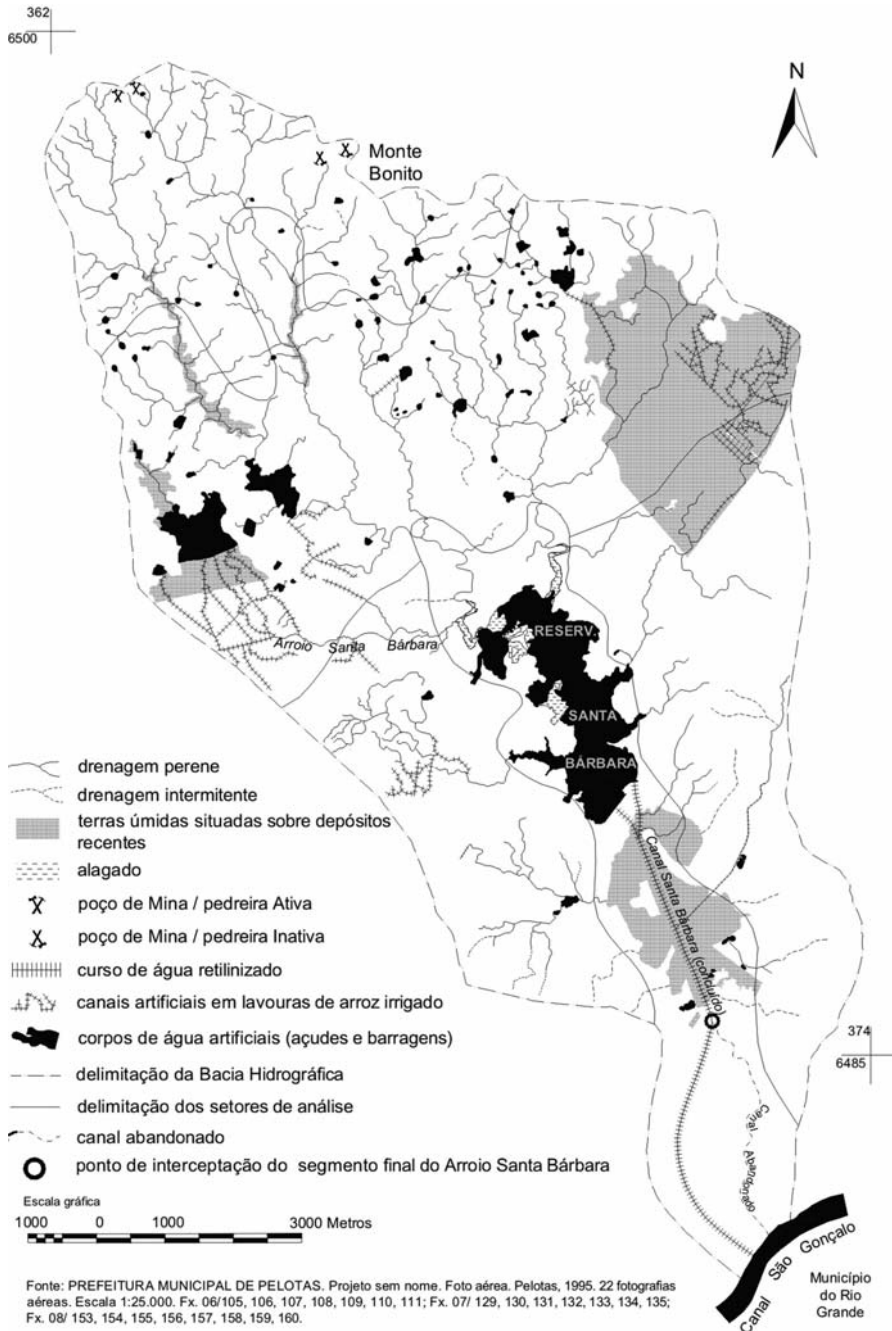 362
6500
N
Monte
Bonito
RESERV.
Arroio Santa Bárbara
SANTA
BÁRBARA
drenagem perene
drenagem intermitente
terras úmidas situadas sobre depósitos
recentes
alagado
poço de Mina / pedreira Ativa
poço de Mina / pedreira Inativa
curso de água retilinizado
canais artificiais em lavouras de arroz irrigado
corpos de água artificiais (açudes e barragens)
delimitação da Bacia Hidrográfica
delimitação dos setores de análise
canal abandonado
ponto de interceptação do segmento final do Arroio Santa Bárbara
Canal Santa Bárbara (concluído)
374
6485
Canal Abandonado
Canal São Gonçalo
Município
do Rio
Grande
Escala gráfica
1000 0 1000 3000 Metros
Fonte: PREFEITURA MUNICIPAL DE PELOTAS. Projeto sem nome. Foto aérea. Pelotas, 1995. 22 fotografias
aéreas. Escala 1:25.000. Fx. 06/105, 106, 107, 108, 109, 110, 111; Fx. 07/ 129, 130, 131, 132, 133, 134, 135;
Fx. 08/ 153, 154, 155, 156, 157, 158, 159, 160.